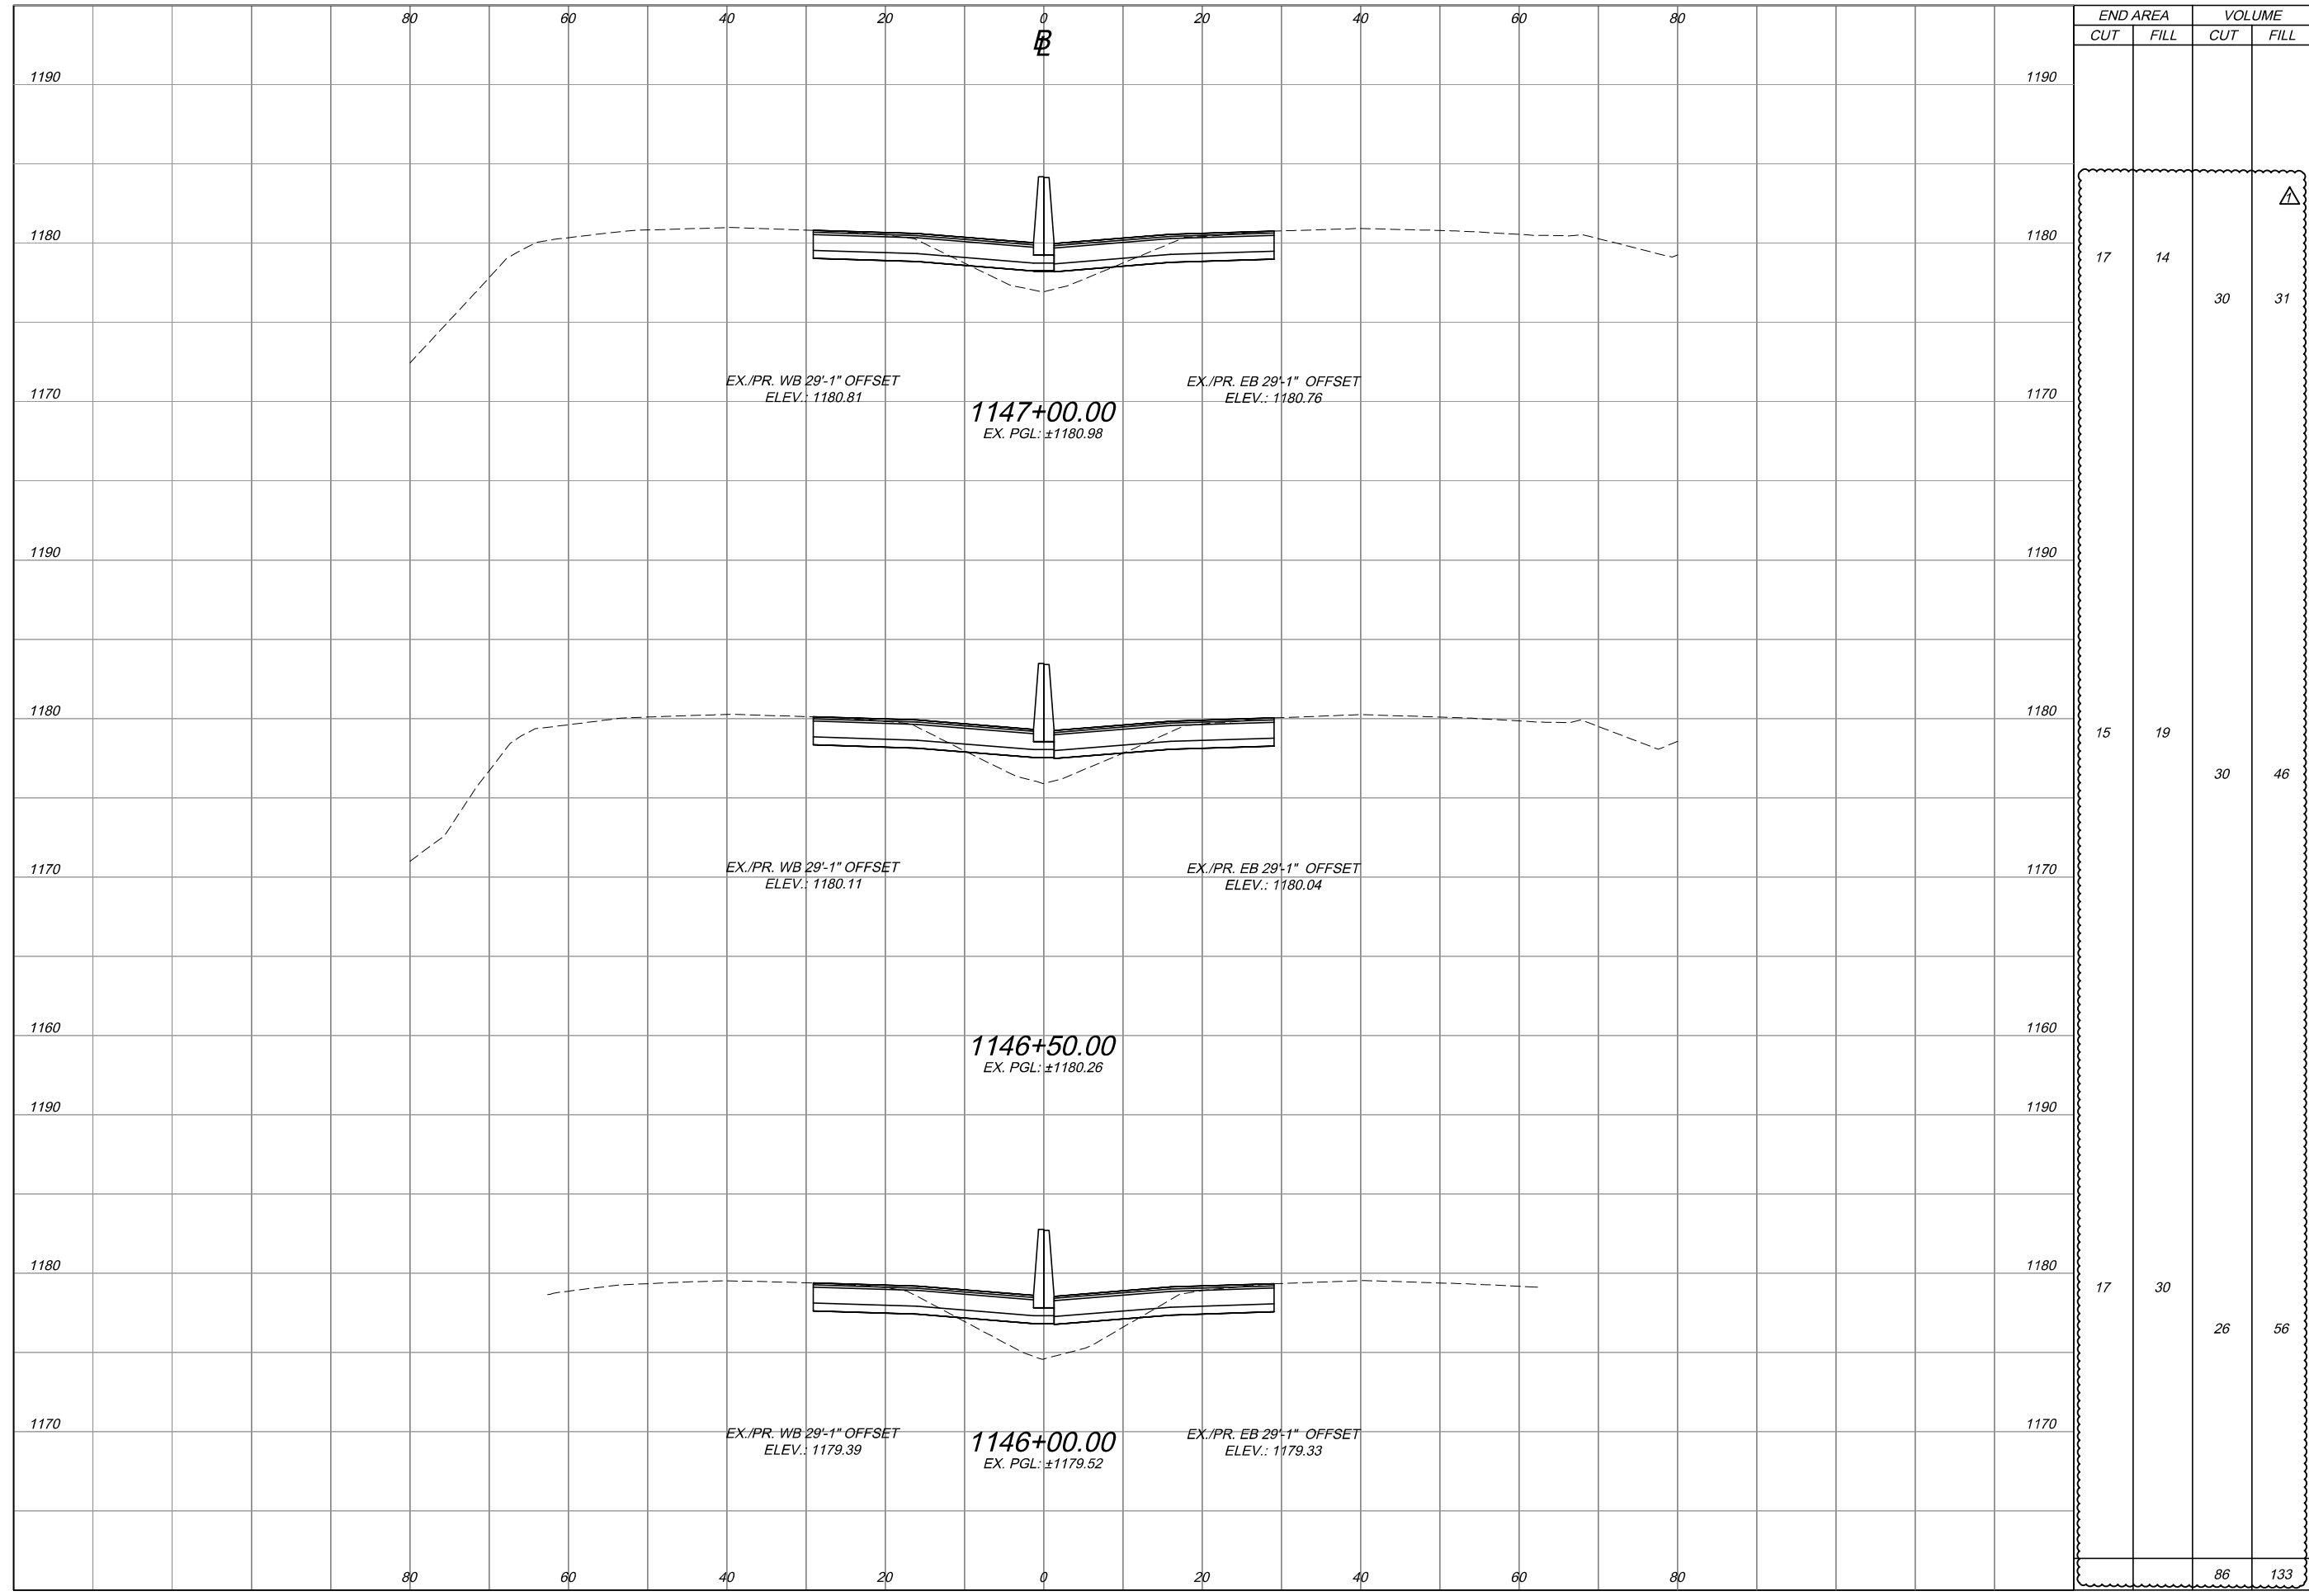 80 60 40 20 0 20 40 60 80
END AREA VOLUME
CUT FILL CUT FILL
BL
1190 1190
1
1180 1180
17 14
30 31
EX./PR. WB 29'-1" OFFSET
ELEV.: 1180.81
EX./PR. EB 29'-1" OFFSET
ELEV.: 1180.76
1170 1170
1147+00.00
EX. PGL: ±1180.98
1190 1190
1180 1180
15 19
30 46
EX./PR. WB 29'-1" OFFSET
ELEV.: 1180.11
EX./PR. EB 29'-1" OFFSET
ELEV.: 1180.04
1170 1170
1160 1160
1146+50.00
EX. PGL: ±1180.26
1190 1190
1180 1180
17 30
26 56
1170 1170
EX./PR. WB 29'-1" OFFSET
ELEV.: 1179.39
1146+00.00
EX. PGL: ±1179.52
EX./PR. EB 29'-1" OFFSET
ELEV.: 1179.33
80 60 40 20 0 20 40 60 80
86 133